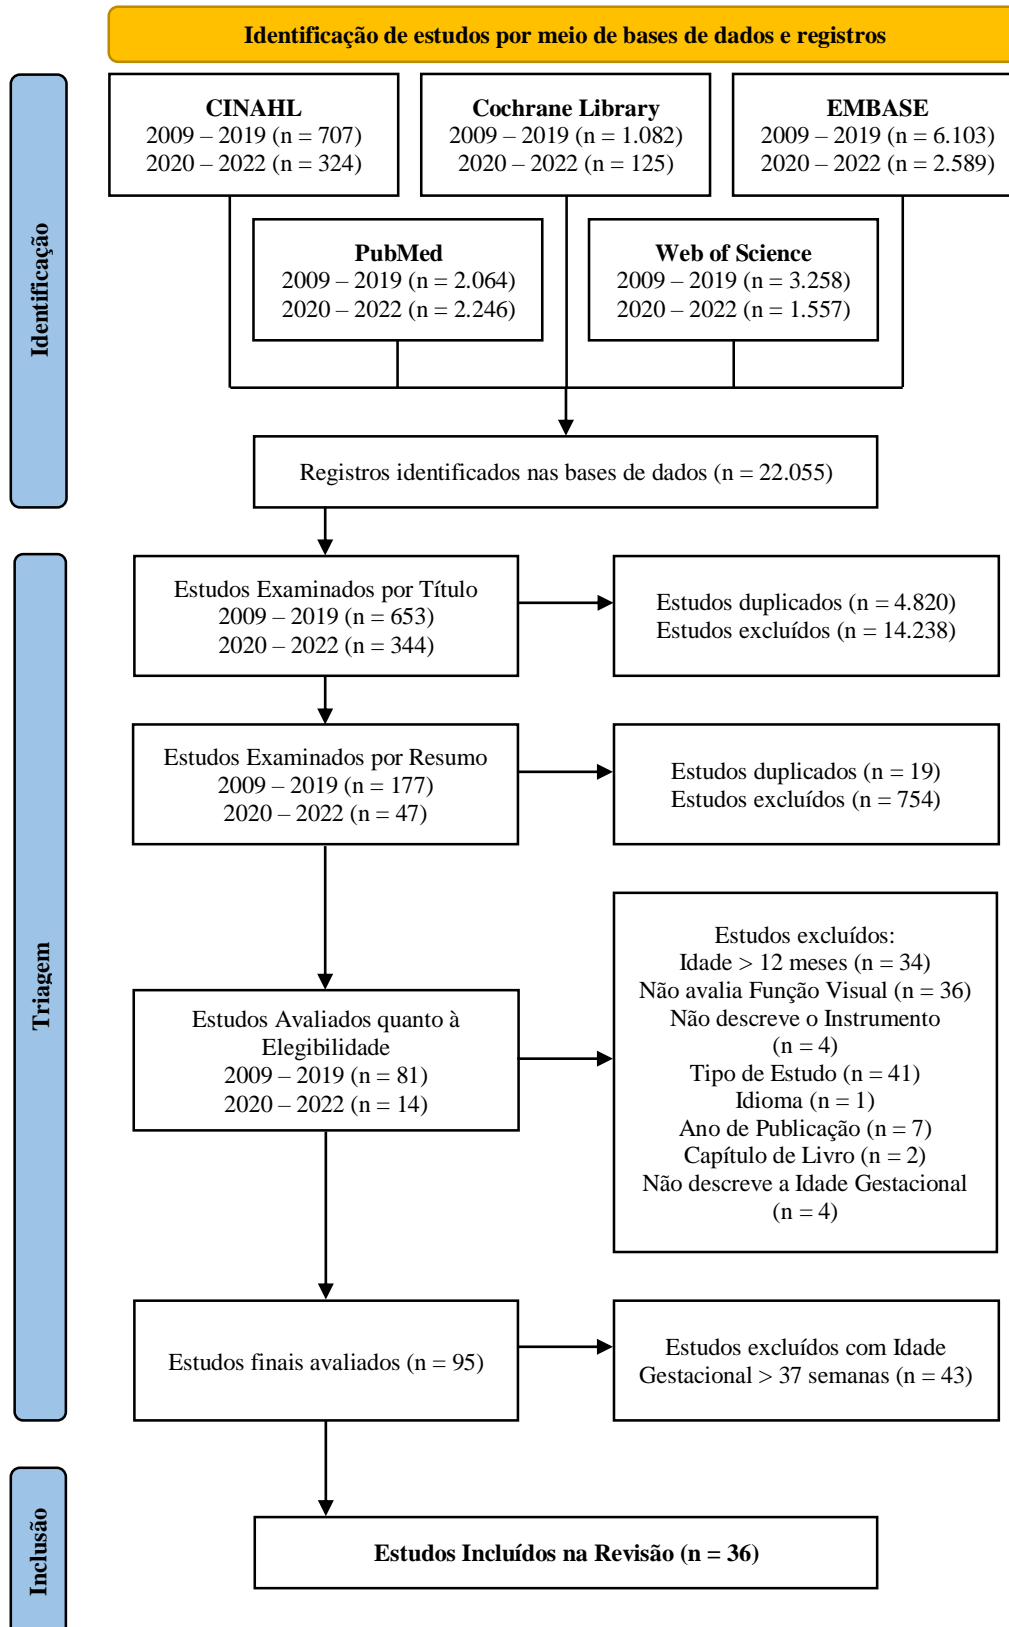 Identificação de estudos por meio de bases de dados e registros
Identificação
CINAHL
2009 – 2019 (n = 707)
2020 – 2022 (n = 324)
Cochrane Library
2009 – 2019 (n = 1.082)
2020 – 2022 (n = 125)
EMBASE
2009 – 2019 (n = 6.103)
2020 – 2022 (n = 2.589)
PubMed
2009 – 2019 (n = 2.064)
2020 – 2022 (n = 2.246)
Web of Science
2009 – 2019 (n = 3.258)
2020 – 2022 (n = 1.557)
Registros identificados nas bases de dados (n = 22.055)
Triagem
Estudos Examinados por Título
2009 – 2019 (n = 653)
2020 – 2022 (n = 344)
Estudos duplicados (n = 4.820)
Estudos excluídos (n = 14.238)
Estudos Examinados por Resumo
2009 – 2019 (n = 177)
2020 – 2022 (n = 47)
Estudos duplicados (n = 19)
Estudos excluídos (n = 754)
Estudos Avaliados quanto à
Elegibilidade
2009 – 2019 (n = 81)
2020 – 2022 (n = 14)
Estudos excluídos:
Idade > 12 meses (n = 34)
Não avalia Função Visual (n = 36)
Não descreve o Instrumento
(n = 4)
Tipo de Estudo (n = 41)
Idioma (n = 1)
Ano de Publicação (n = 7)
Capítulo de Livro (n = 2)
Não descreve a Idade Gestacional
(n = 4)
Estudos finais avaliados (n = 95)
Estudos excluídos com Idade
Gestacional > 37 semanas (n = 43)
Inclusão
Estudos Incluídos na Revisão (n = 36)